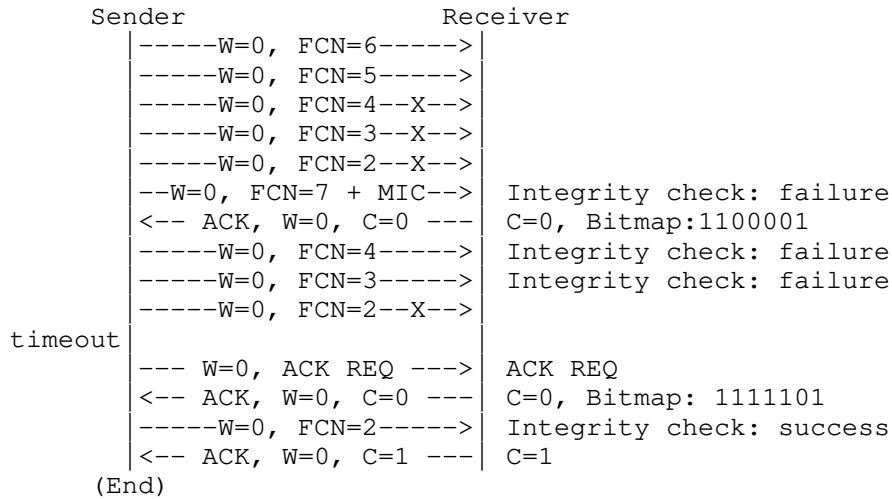 Sender Receiver
|-----W=0, FCN=6----->|
|-----W=0, FCN=5----->|
|-----W=0, FCN=4--X-->|
|-----W=0, FCN=3--X-->|
|-----W=0, FCN=2--X-->|
|--W=0, FCN=7 + MIC-->| Integrity check: failure
|<-- ACK, W=0, C=0 ---| C=0, Bitmap:1100001
|-----W=0, FCN=4----->| Integrity check: failure
|-----W=0, FCN=3----->| Integrity check: failure
|-----W=0, FCN=2--X-->|
timeout| |
|--- W=0, ACK REQ --->| ACK REQ
|<-- ACK, W=0, C=0 ---| C=0, Bitmap: 1111101
|-----W=0, FCN=2----->| Integrity check: success
|<-- ACK, W=0, C=1 ---| C=1
(End)